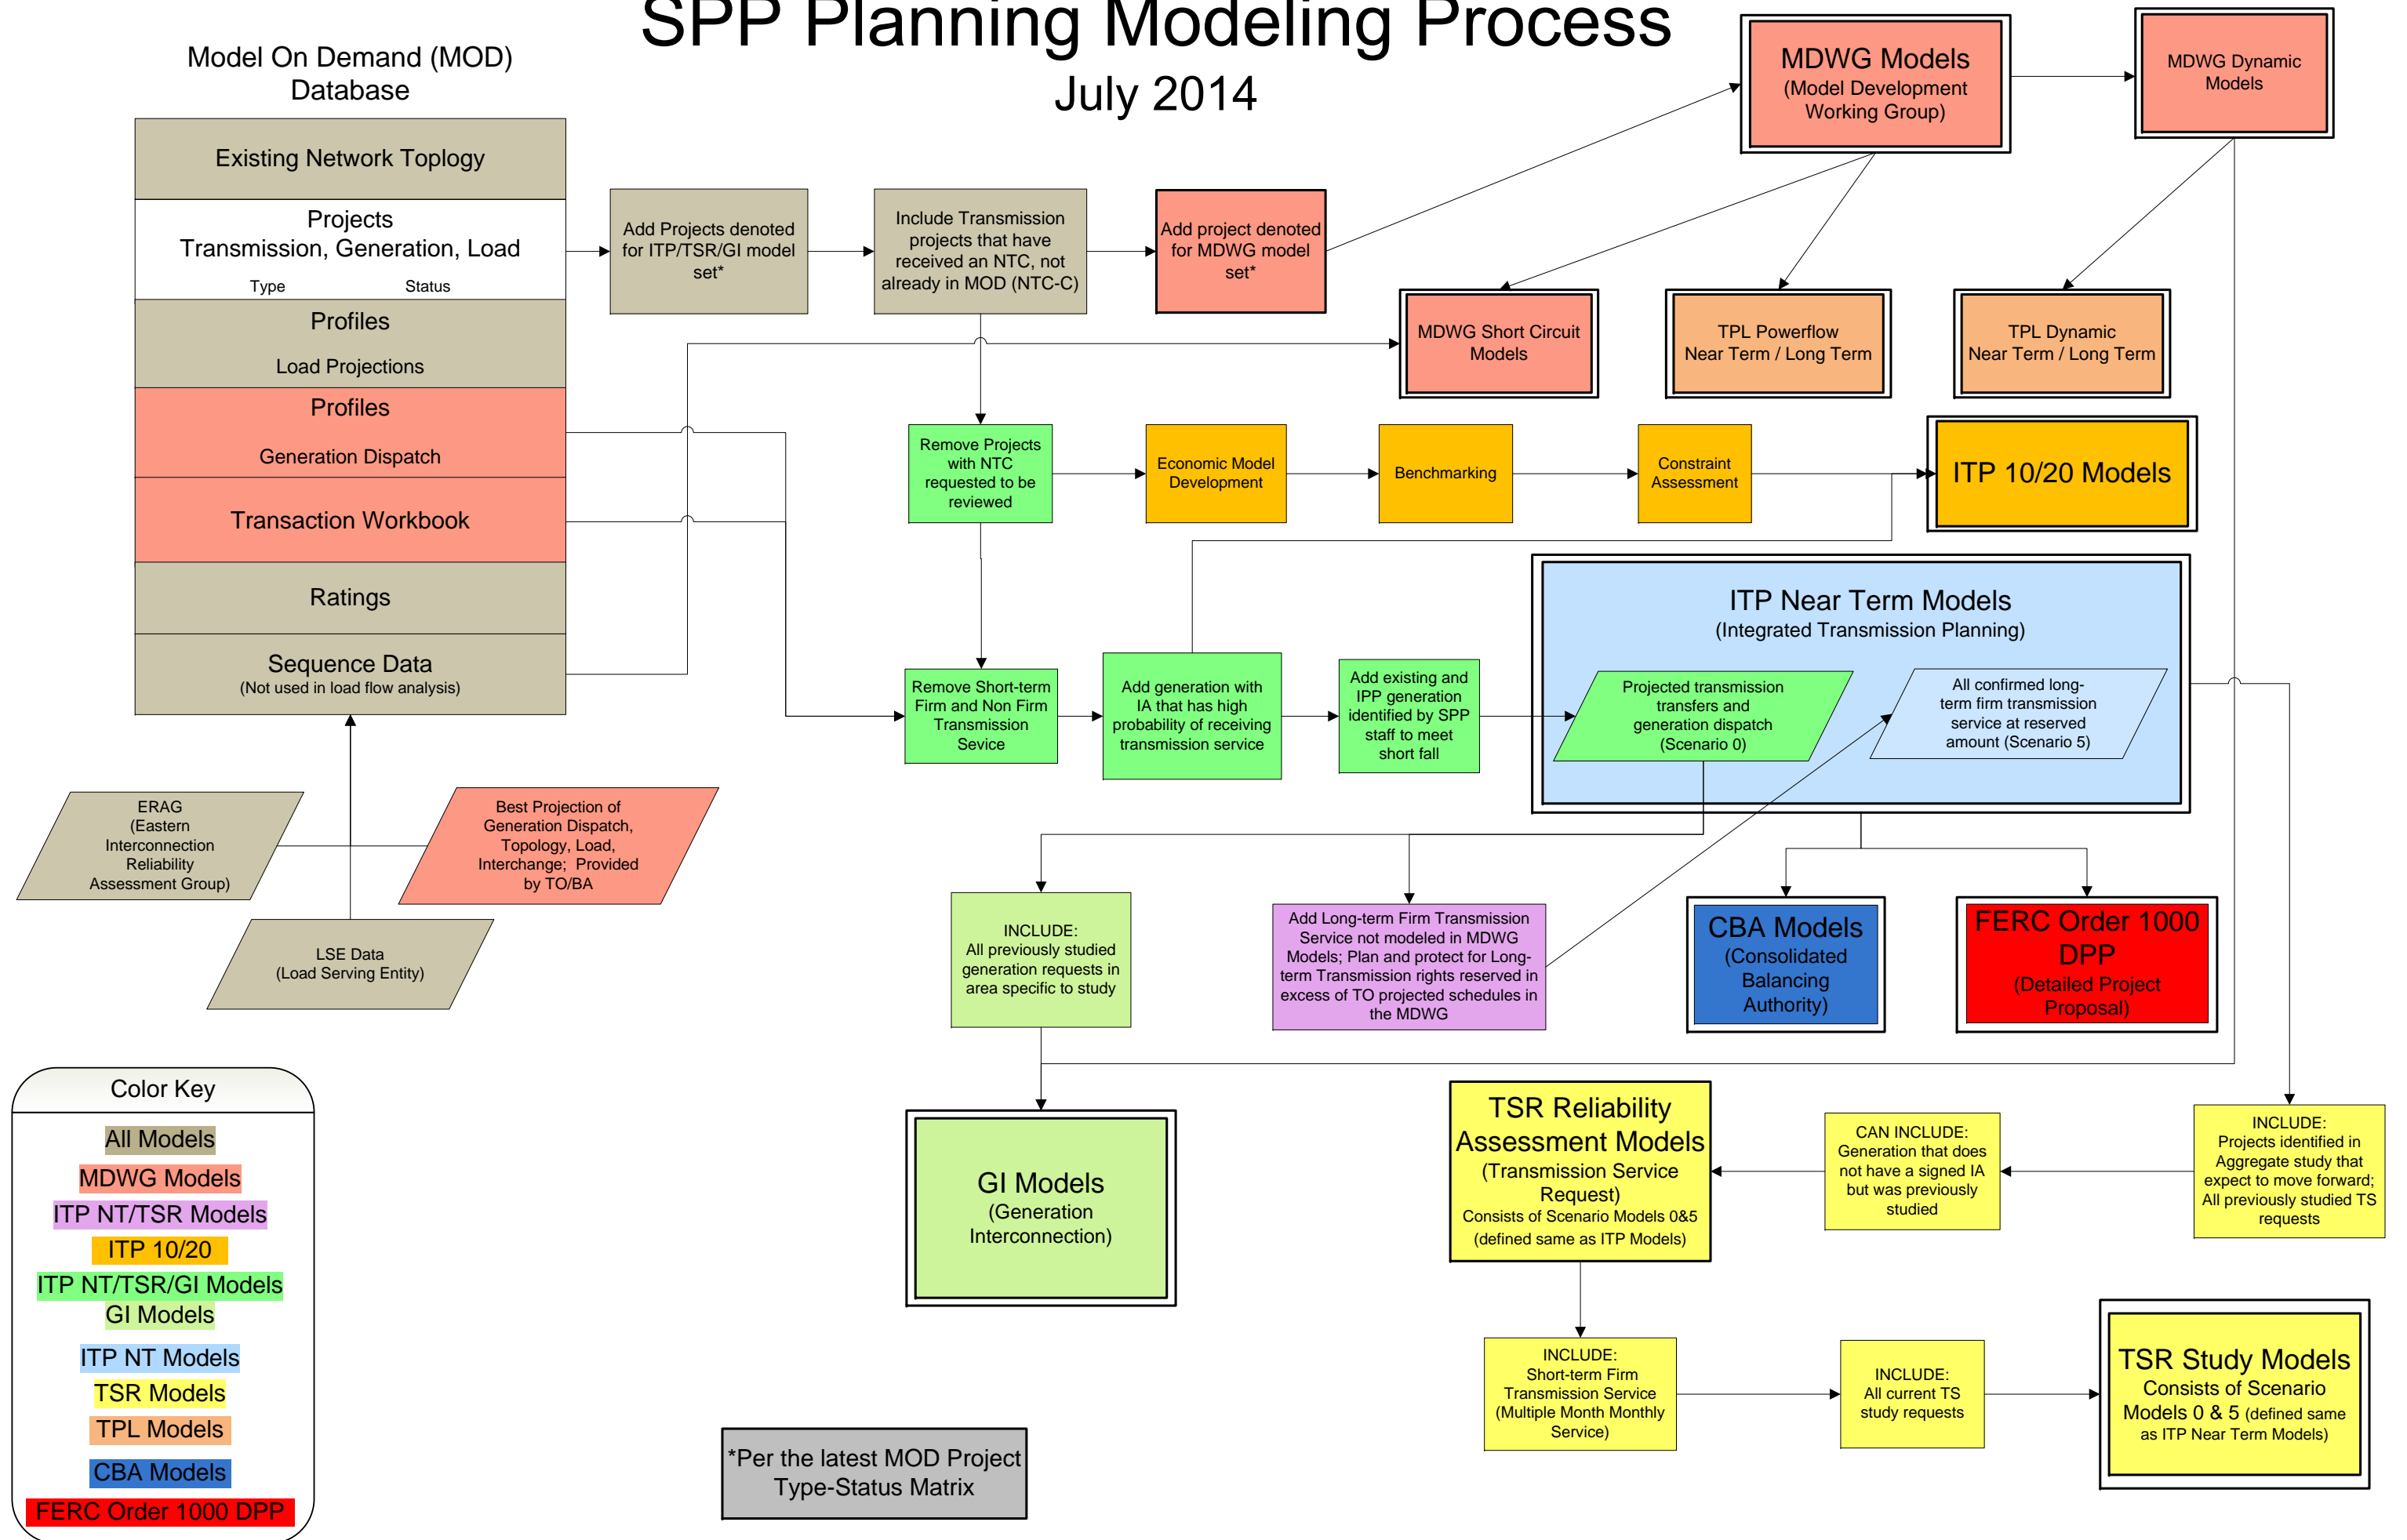 SPP Planning Modeling Process
July 2014
Model On Demand (MOD)
Database
Existing Network Toplogy
Projects
Transmission, Generation, Load
Type Status
Profiles
Load Projections
Profiles
Generation Dispatch
Transaction Workbook
Ratings
Sequence Data
(Not used in load flow analysis)
ERAG
(Eastern
Interconnection
Reliability
Assessment Group)
Best Projection of
Generation Dispatch,
Topology, Load,
Interchange; Provided
by TO/BA
LSE Data
(Load Serving Entity)
Add Projects denoted
for ITP/TSR/GI model
set*
Include Transmission
projects that have
received an NTC, not
already in MOD (NTC-C)
Add project denoted
for MDWG model
set*
MDWG Models
(Model Development
Working Group)
MDWG Dynamic
Models
MDWG Short Circuit
Models
TPL Powerflow
Near Term / Long Term
TPL Dynamic
Near Term / Long Term
Remove Projects
with NTC
requested to be
reviewed
Economic Model
Development
Benchmarking
Constraint
Assessment
ITP 10/20 Models
ITP Near Term Models
(Integrated Transmission Planning)
Remove Short-term
Firm and Non Firm
Transmission
Sevice
Add generation with
IA that has high
probability of receiving
transmission service
Add existing and
IPP generation
identified by SPP
staff to meet
short fall
Projected transmission
transfers and
generation dispatch
(Scenario 0)
All confirmed long-
term firm transmission
service at reserved
amount (Scenario 5)
INCLUDE:
All previously studied
generation requests in
area specific to study
Add Long-term Firm Transmission
Service not modeled in MDWG
Models; Plan and protect for Long-
term Transmission rights reserved in
excess of TO projected schedules in
the MDWG
CBA Models
(Consolidated
Balancing
Authority)
FERC Order 1000
DPP
(Detailed Project
Proposal)
GI Models
(Generation
Interconnection)
TSR Reliability
Assessment Models
(Transmission Service
Request)
Consists of Scenario Models 0&5
(defined same as ITP Models)
CAN INCLUDE:
Generation that does
not have a signed IA
but was previously
studied
INCLUDE:
Projects identified in
Aggregate study that
expect to move forward;
All previously studied TS
requests
INCLUDE:
Short-term Firm
Transmission Service
(Multiple Month Monthly
Service)
INCLUDE:
All current TS
study requests
TSR Study Models
Consists of Scenario
Models 0 & 5 (defined same
as ITP Near Term Models)
Color Key
All Models
MDWG Models
ITP NT/TSR Models
ITP 10/20
ITP NT/TSR/GI Models
GI Models
ITP NT Models
TSR Models
TPL Models
CBA Models
FERC Order 1000 DPP
*Per the latest MOD Project
Type-Status Matrix